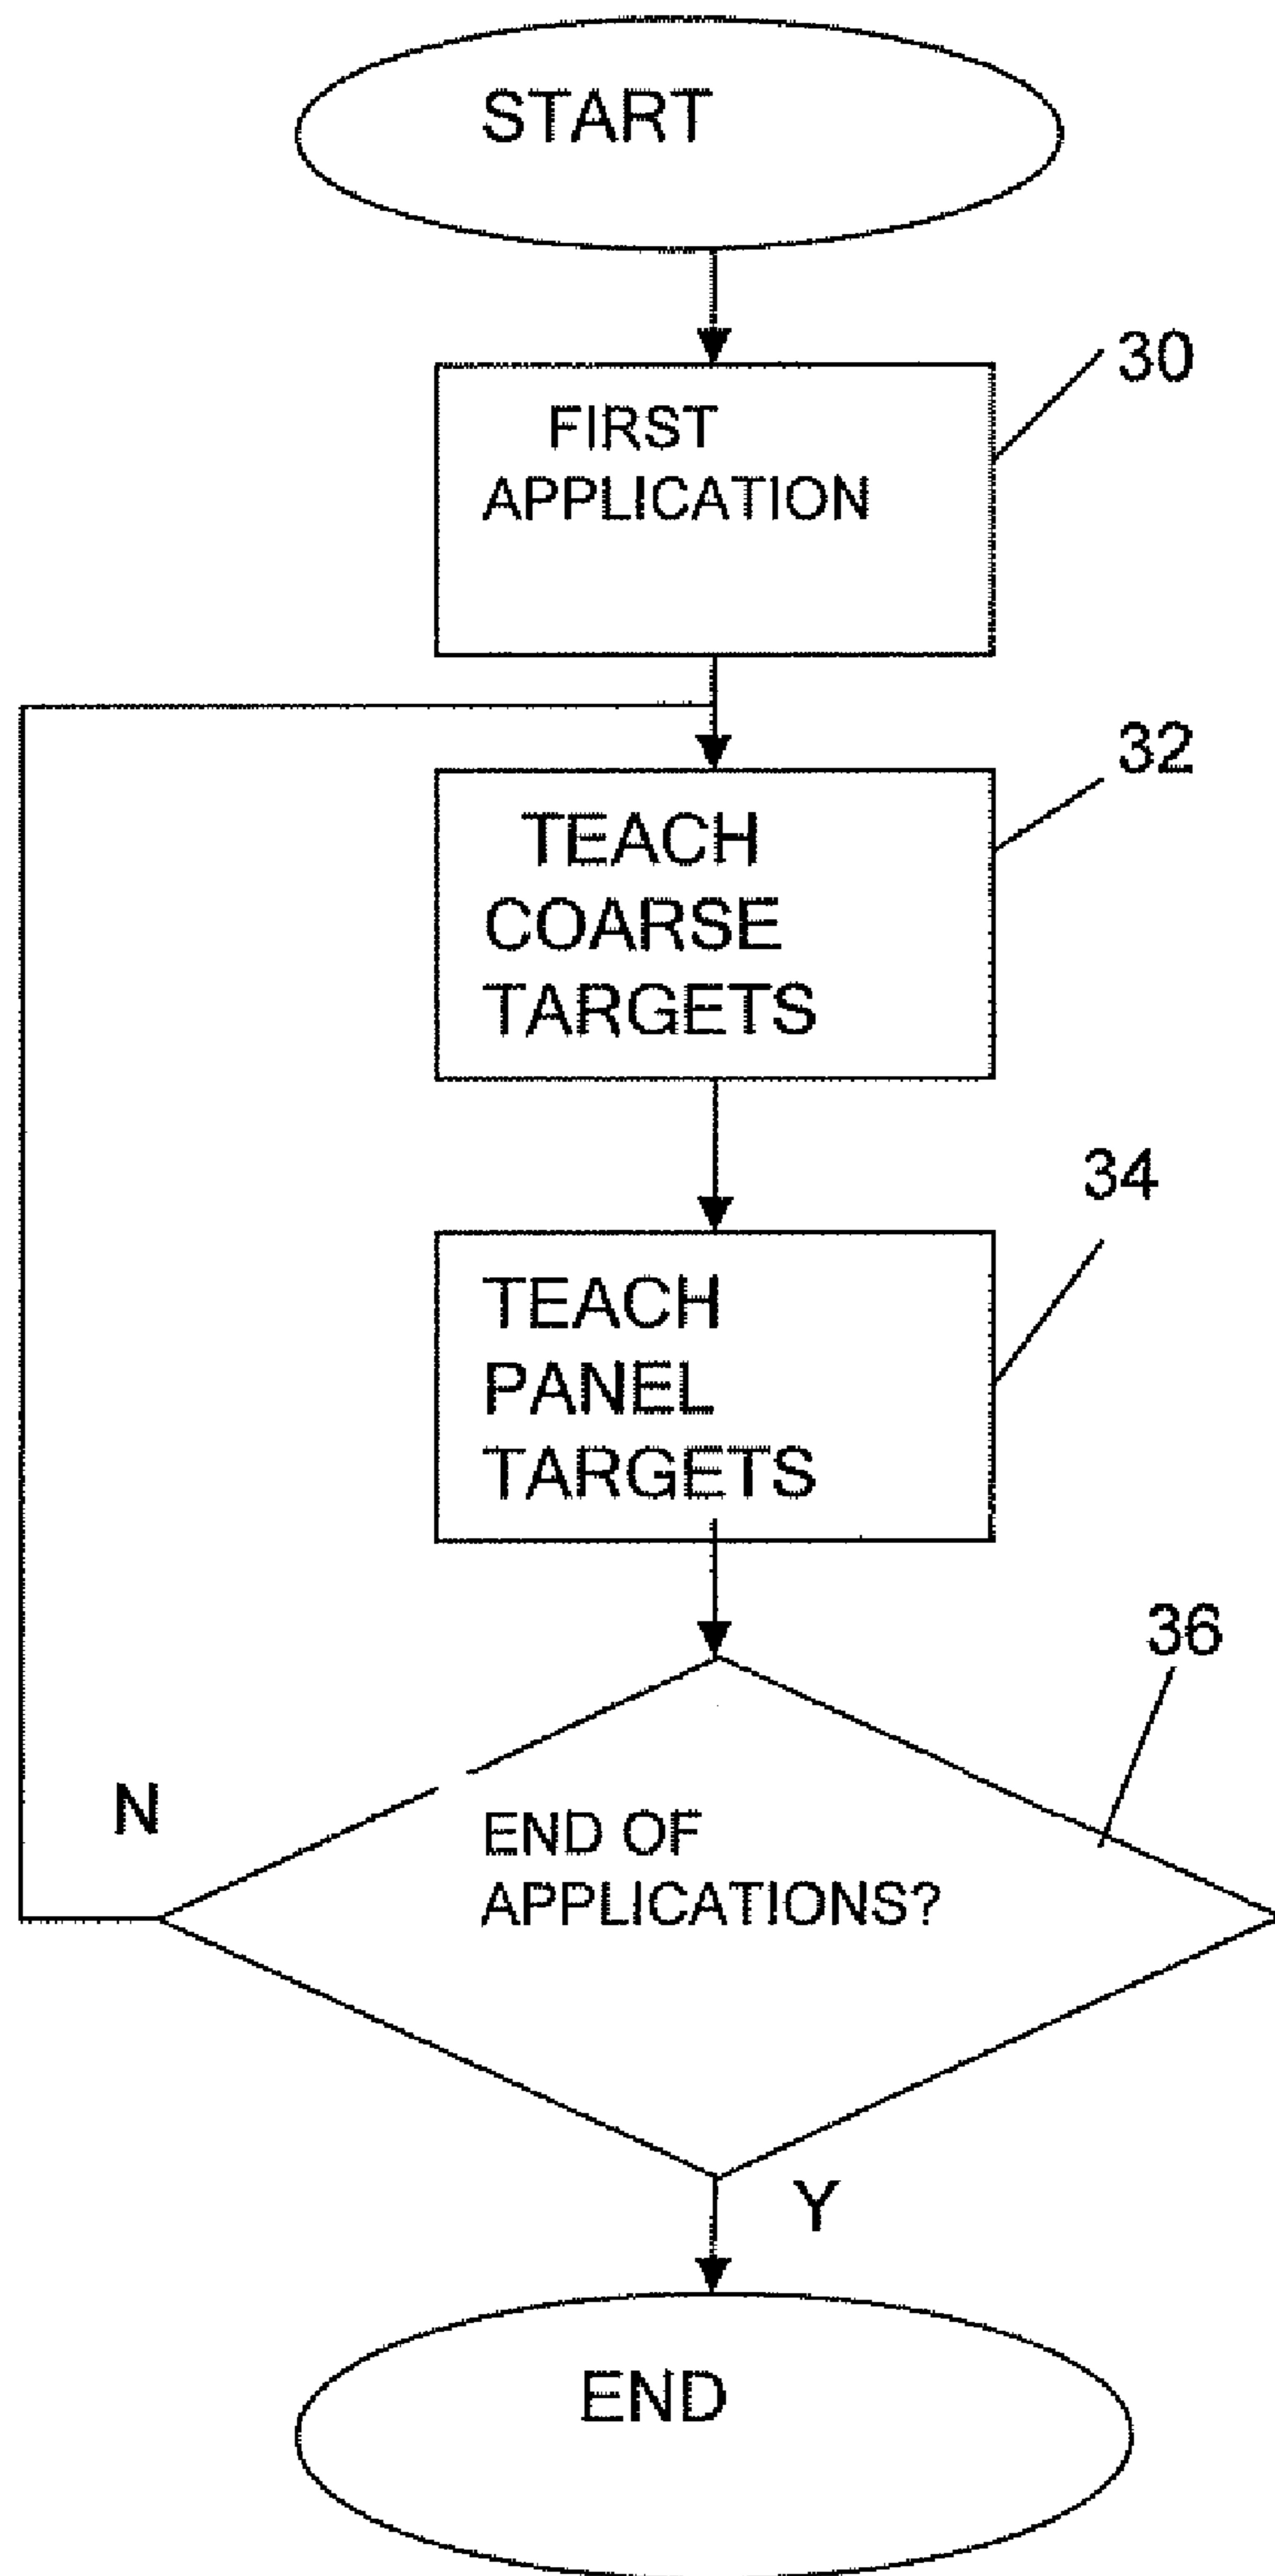 START
30
FIRST
APPLICATION
32
TEACH
COARSE
TARGETS
34
TEACH
PANEL
TARGETS
36
N
END OF
APPLICATIONS?
Y
END